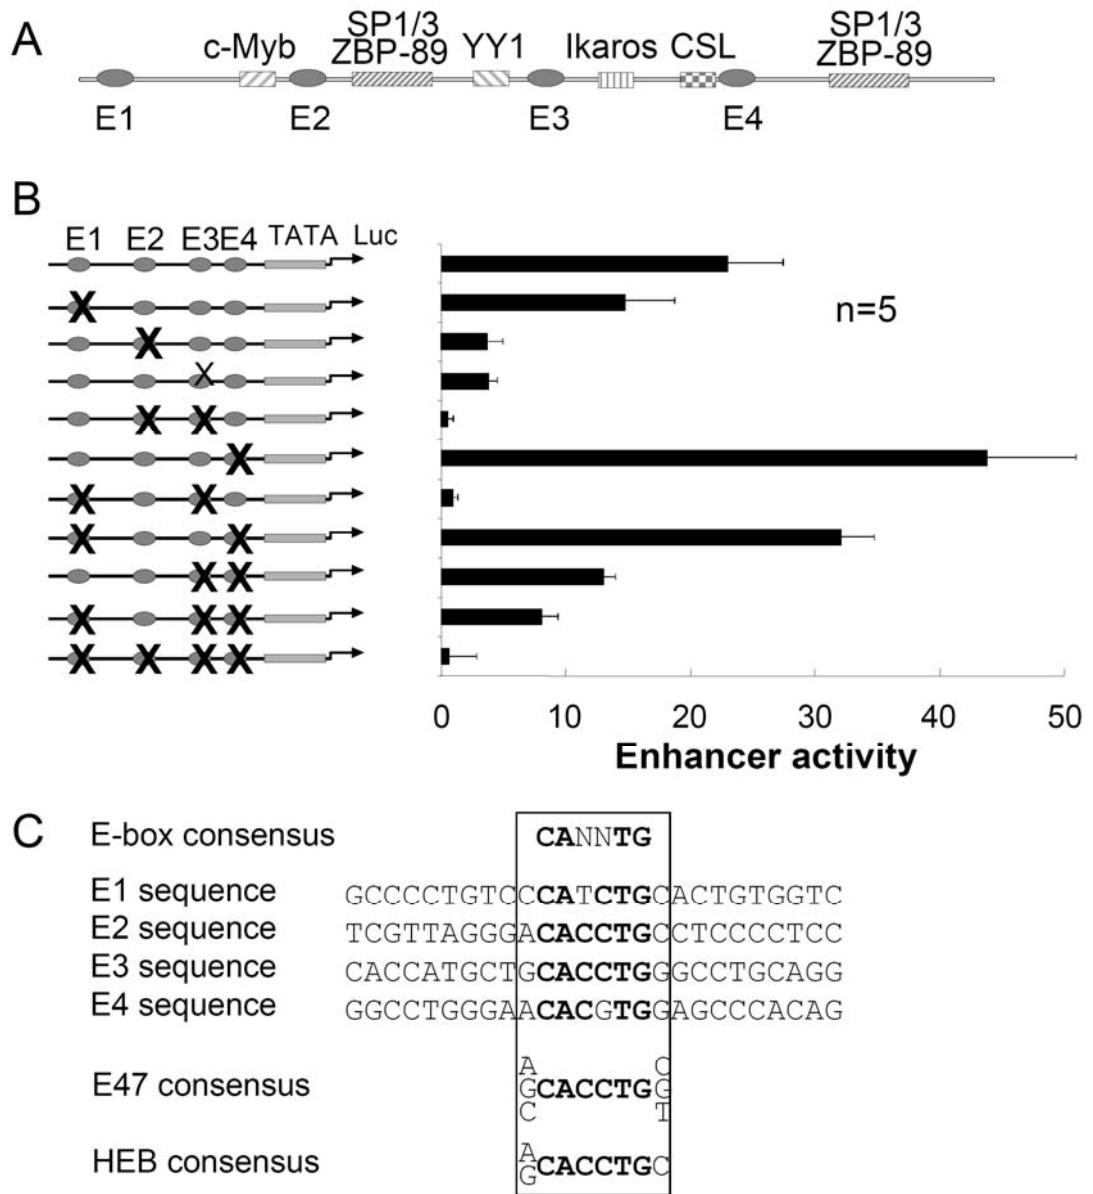 A
SP1/3 SP1/3
c-Myb ZBP-89 YY1 Ikaros CSL ZBP-89
E1 E2 E3 E4
B
E1 E2 E3 E4 TATA Luc
n=5
0 10 20 30 40 50
Enhancer activity
C
E-box consensus CANNTG
E1 sequence GCCCCTGTCCCATCTGCACTGTGGTC
E2 sequence TCGTTAGGGACACCTGCCTCCCCTCC
E3 sequence CACCATGCTGCACCTGGGCCTGCAGG
E4 sequence GGCCTGGGAACACGTGGAGCCCACAG
A C
E47 consensus GCACCTGG
C T
A
HEB consensus CACCTGC
G